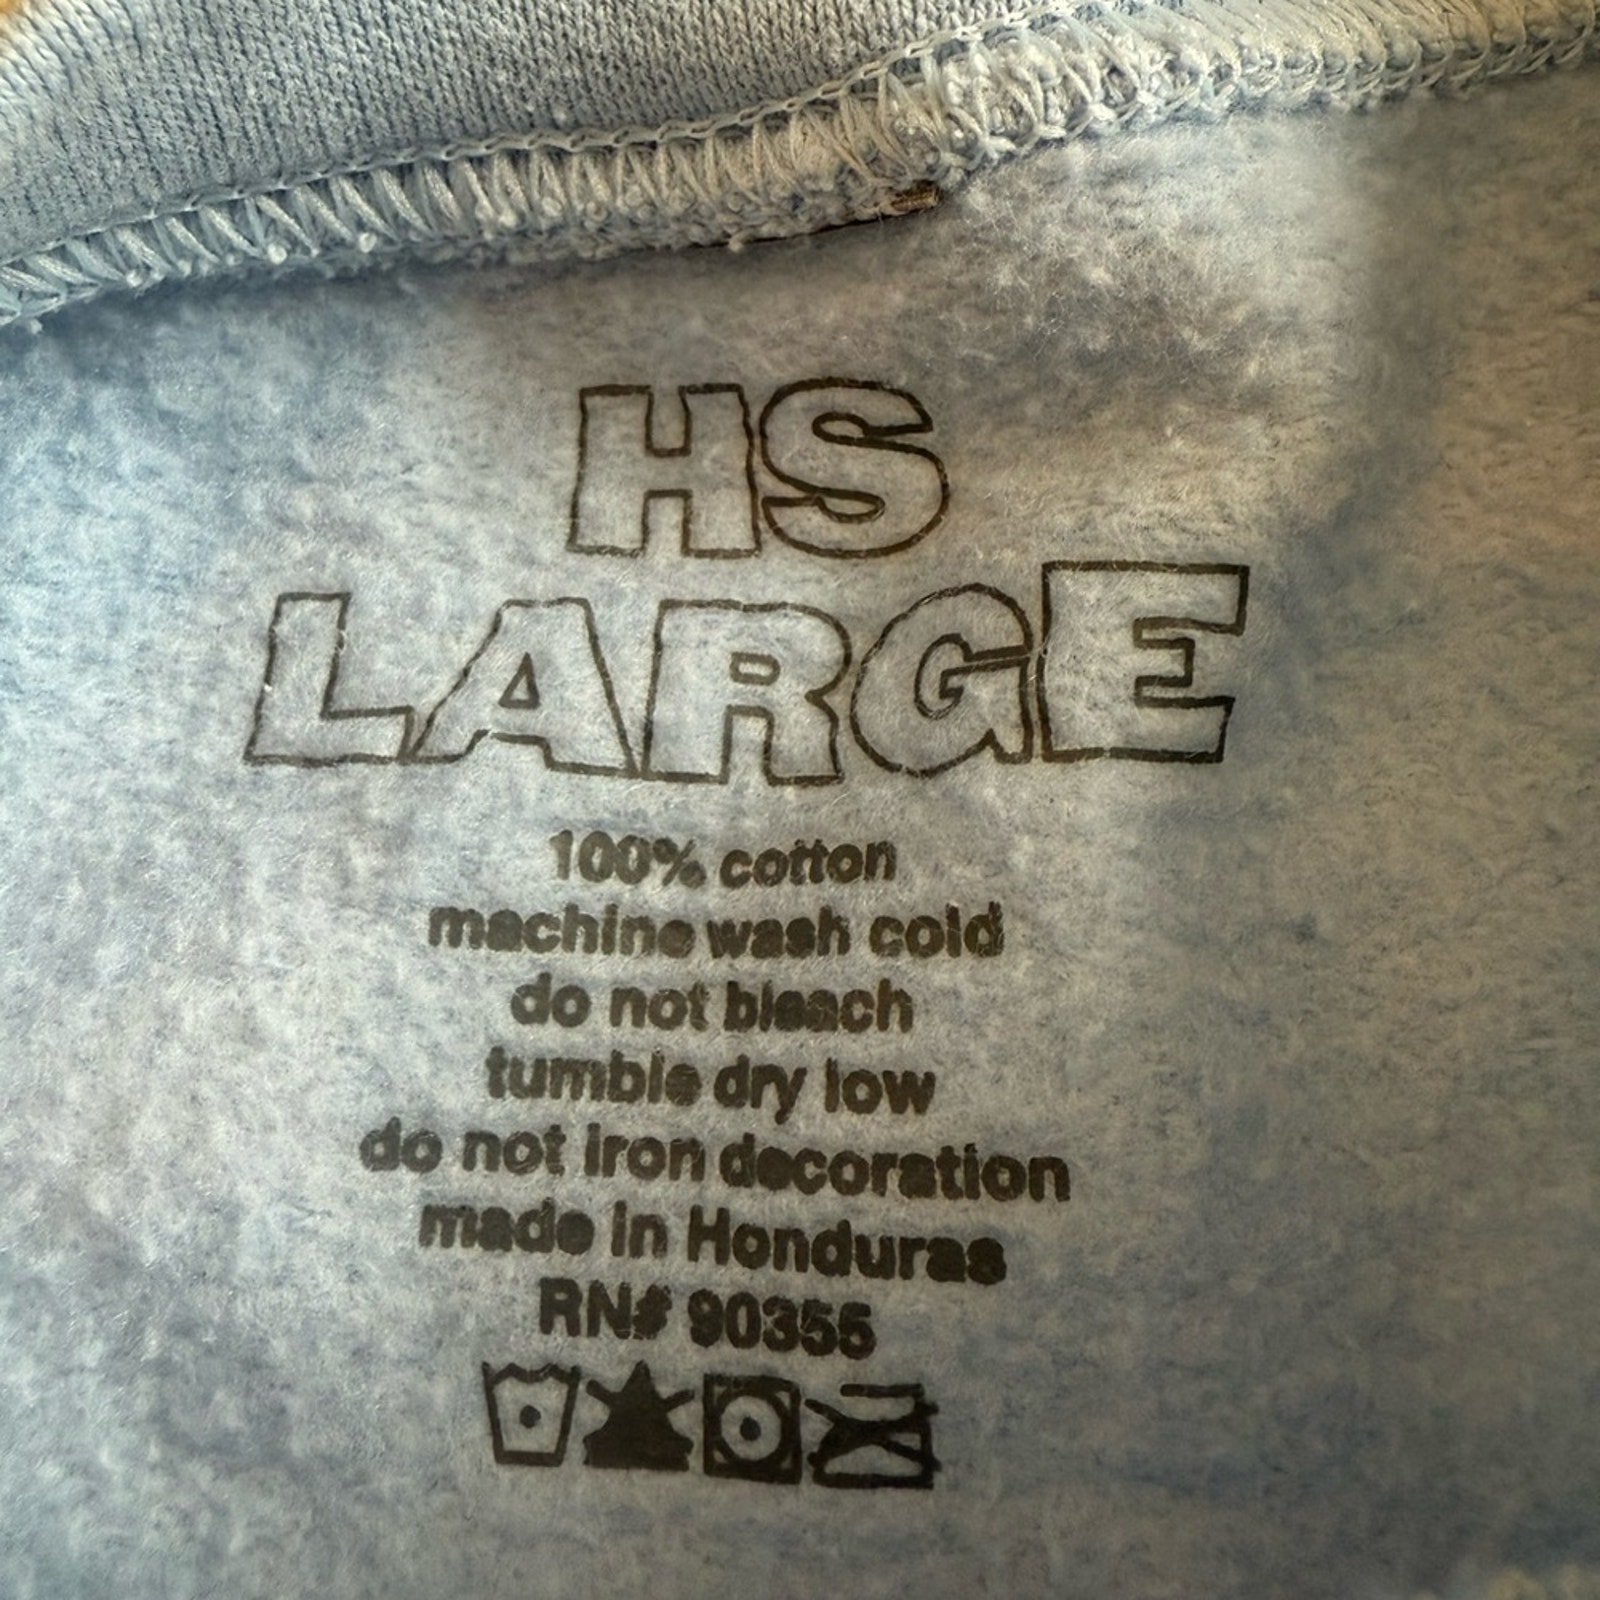 HS
LARGE
100% cotton
machine wash cold
do not bleach
tumble dry low
do not iron decoration
made in Honduras
RN# 90355